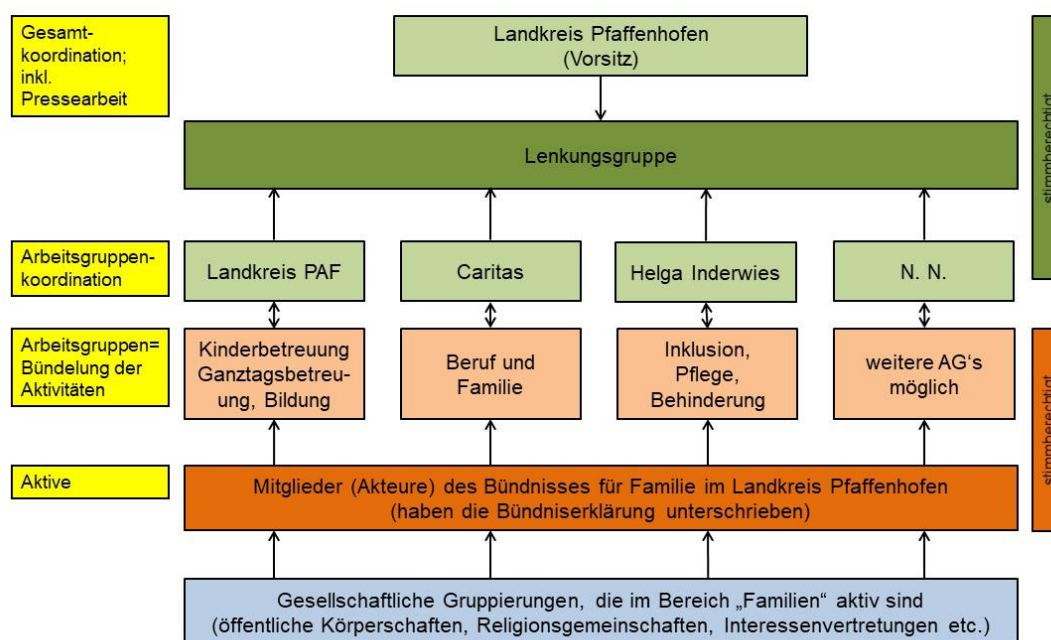 Gesamt-
koordination;
inkl.
Pressearbeit
Landkreis Pfaffenhofen
(Vorsitz)
stimmberechtigt
Lenkungsgruppe
Arbeitsgruppen-
koordination
Landkreis PAF
Caritas
Helga Inderwies
N. N.
Arbeitsgruppen=
Bündelung der
Aktivitäten
Kinderbetreuung
Ganztagsbetreu-
ung, Bildung
Beruf und
Familie
Inklusion,
Pflege,
Behinderung
weitere AG‘s
möglich
stimmberechtigt
Aktive
Mitglieder (Akteure) des Bündnisses für Familie im Landkreis Pfaffenhofen
(haben die Bündniserklärung unterschrieben)
Gesellschaftliche Gruppierungen, die im Bereich „Familien“ aktiv sind
(öffentliche Körperschaften, Religionsgemeinschaften, Interessenvertretungen etc.)